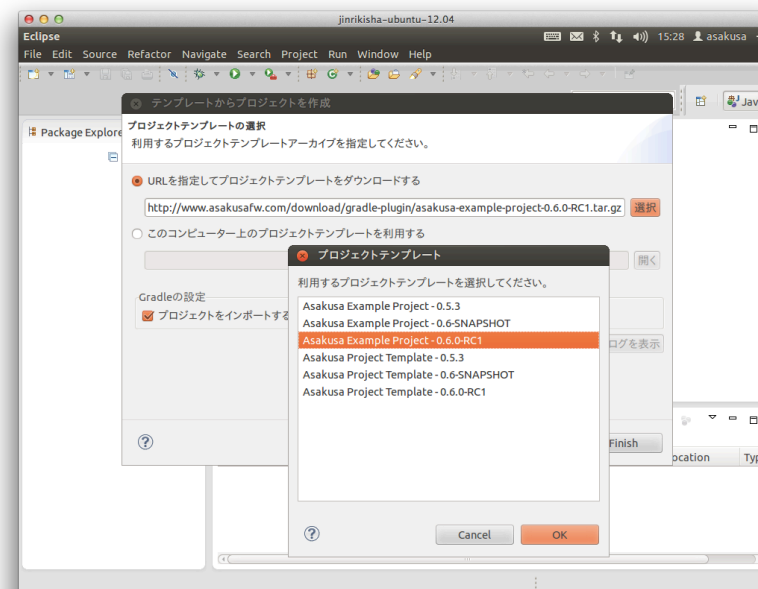 jinrikisha-ubuntu-12.04
Eclipse
15:28
asakusa
File Edit Source Refactor Navigate Search Project Run Window Help
テンプレートからプロジェクトを作成
Package Explore
プロジェクトテンプレートの選択
利用するプロジェクトテンプレートアーカイブを指定してください。
URLを指定してプロジェクトテンプレートをダウンロードする
http://www.asakusafw.com/download/gradle-plugin/asakusa-example-project-0.6.0-RC1.tar.gz
選択
このコンピューター上のプロジェクトテンプレートを利用する
開く
Gradleの設定
プロジェクトをインポートする
ログを表示
Finish
プロジェクトテンプレート
利用するプロジェクトテンプレートを選択してください。
Asakusa Example Project - 0.5.3
Asakusa Example Project - 0.6-SNAPSHOT
Asakusa Example Project - 0.6.0-RC1
Asakusa Project Template - 0.5.3
Asakusa Project Template - 0.6-SNAPSHOT
Asakusa Project Template - 0.6.0-RC1
Cancel
OK
Jav
ocation
Typ